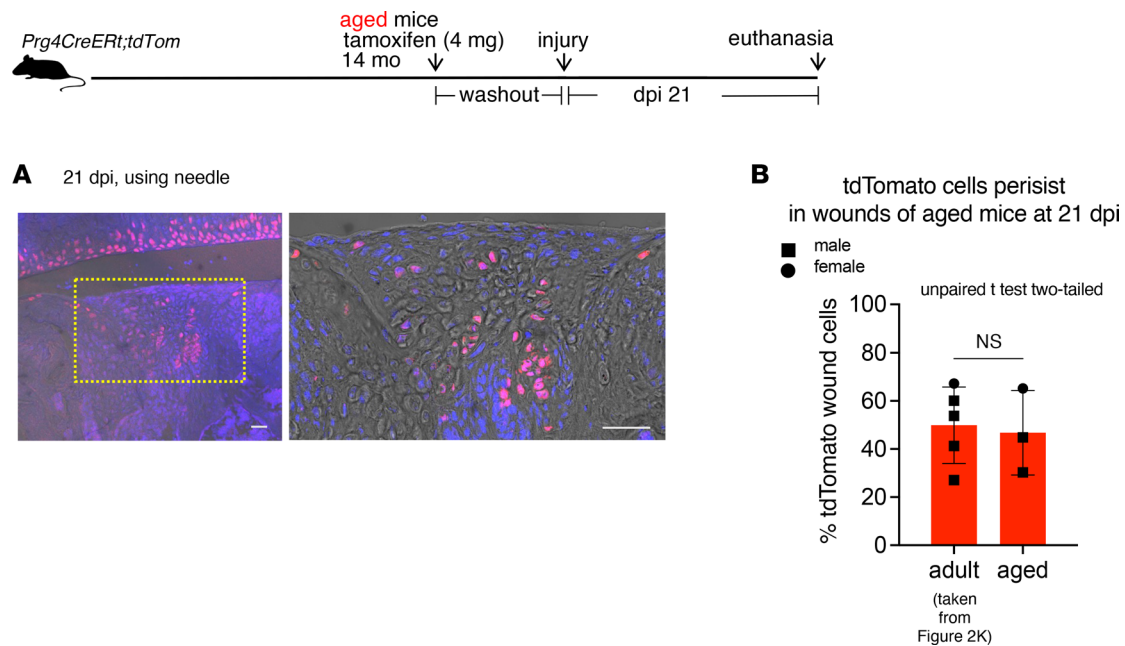 aged mice
Prg4CreERt;tdTom
tamoxifen (4 mg)
injury
euthanasia
14 mo
washout
dpi 21
A
21 dpi, using needle
B
tdTomato cells perisist
in wounds of aged mice at 21 dpi
male
female
unpaired t test two-tailed
% tdTomato wound cells
100
80
60
40
20
0
NS
adult
aged
(taken
from
Figure 2K)